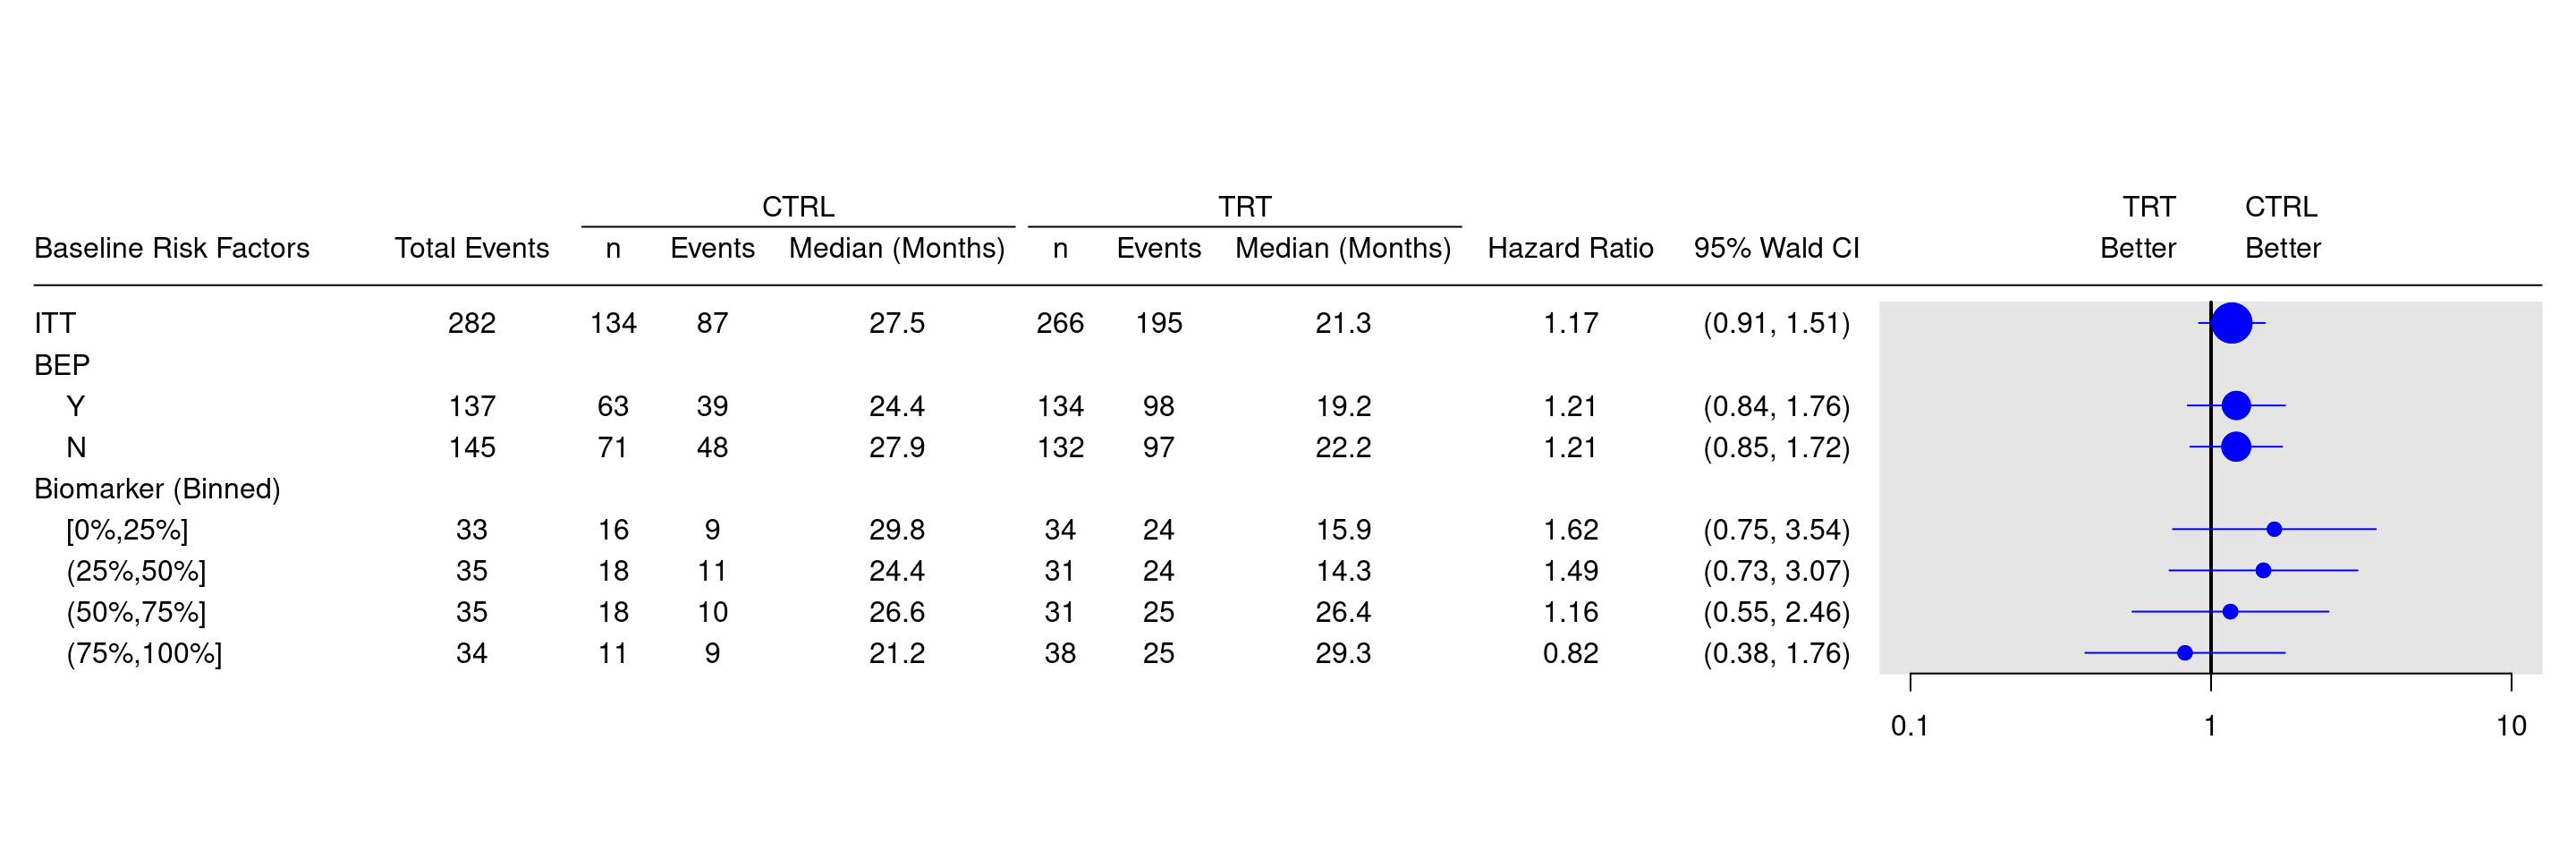 CTRL TRT TRT CTRL
Baseline Risk Factors Total Events n Events Median (Months) n Events Median (Months) Hazard Ratio 95% Wald CI Better Better
ITT 282 134 87 27.5 266 195 21.3 1.17 (0.91, 1.51)
BEP
Y 137 63 39 24.4 134 98 19.2 1.21 (0.84, 1.76)
N 145 71 48 27.9 132 97 22.2 1.21 (0.85, 1.72)
Biomarker (Binned)
[0%,25%] 33 16 9 29.8 34 24 15.9 1.62 (0.75, 3.54)
(25%,50%] 35 18 11 24.4 31 24 14.3 1.49 (0.73, 3.07)
(50%,75%] 35 18 10 26.6 31 25 26.4 1.16 (0.55, 2.46)
(75%,100%] 34 11 9 21.2 38 25 29.3 0.82 (0.38, 1.76)
0.1 1 10